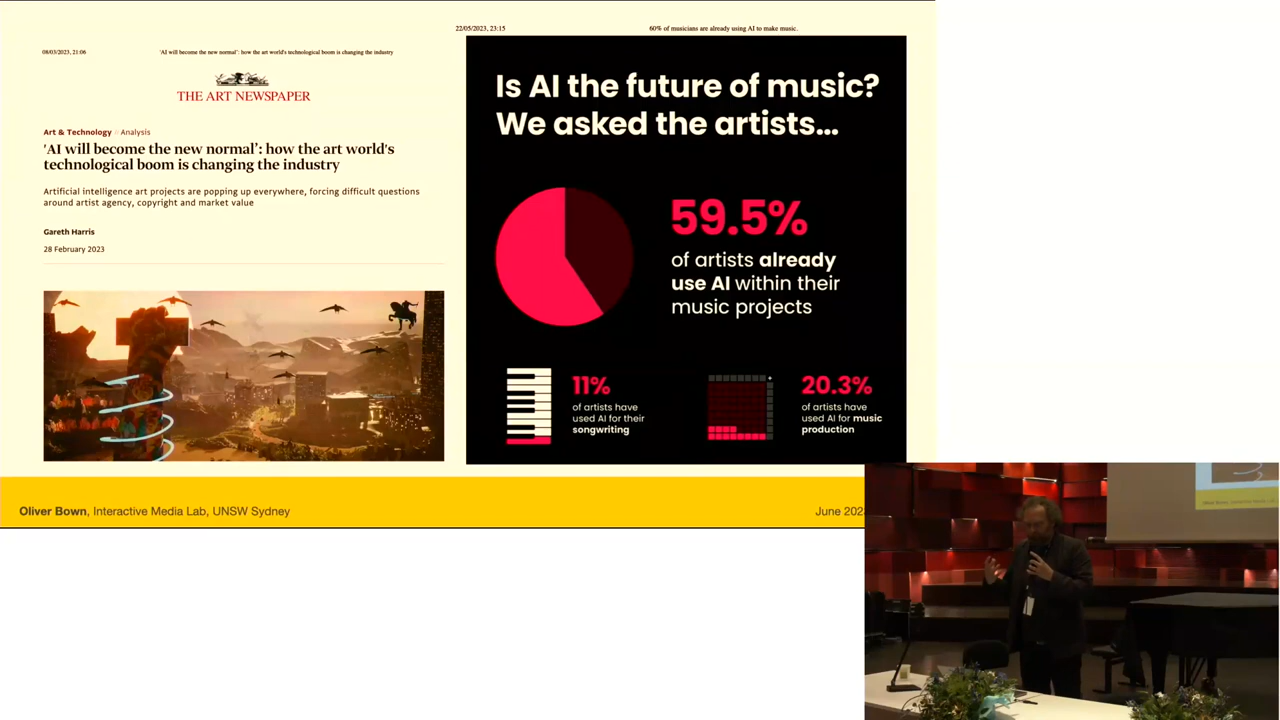 08/03/2023, 21:06
'AI will become the new normal': how the art world's technological boom is changing the industry
THE ART NEWSPAPER
Art & Technology :: Analysis
'AI will become the new normal': how the art world's
technological boom is changing the industry
Artificial intelligence art projects are popping up everywhere, forcing difficult questions
around artist agency, copyright and market value
Gareth Harris
28 February 2023
22/05/2023, 23:15
60% of musicians are already using AI to make music.
Is AI the future of music?
We asked the artists...
59.5%
of artists already
use AI within their
music projects
11%
of artists have
used AI for their
songwriting
20.3%
of artists have
used AI for music
production
Oliver Bown, Interactive Media Lab, UNSW Sydney
June 202